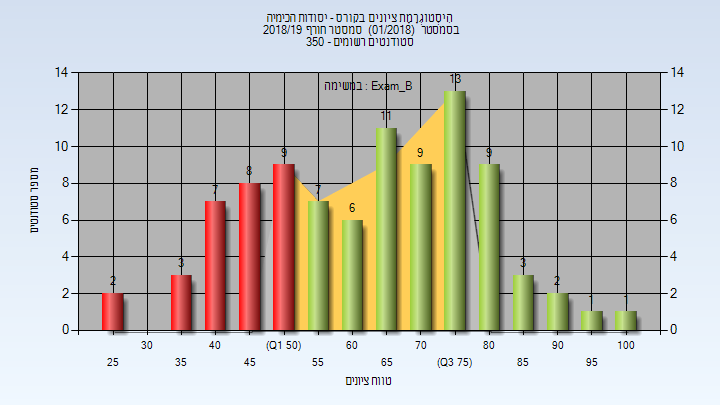 הִיסְטוֹגְרָמַת ציונים בקורס - יסודות הכימיה
בסמסטר (01/2018) סמסטר חורף 2018/19
סטודנטים רשומים - 350
במשימה : Exam_B
מספר סטודנטים
14 14
12 12
10 10
8 8
6 6
4 4
2 2
0 0
2 3 7 8 9 7 6 11 9 13 9 3 2 1 1
30 40 (Q1 50) 60 70 80 90 100
25 35 45 55 65 (Q3 75) 85 95
טווח ציונים